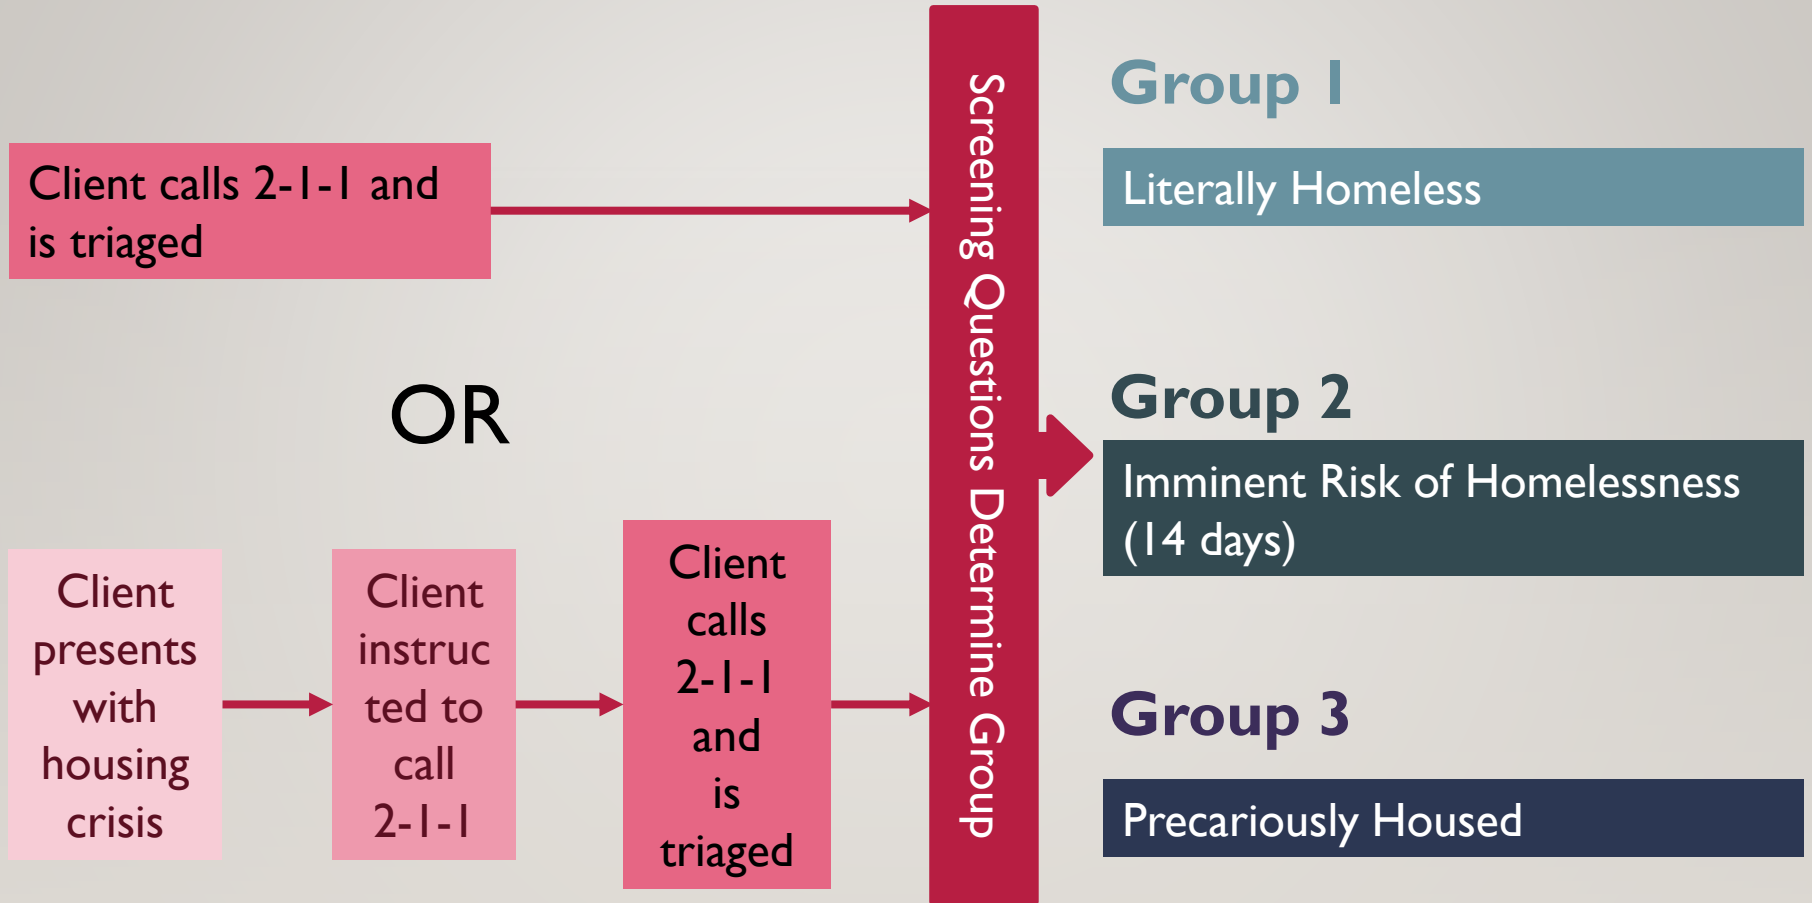 Client calls 2-1-1 and
is triaged
OR
Client
presents
with
housing
crisis
Client
instruc
ted to
call
2-1-1
Client
calls
2-1-1
and
is
triaged
Screening Questions Determine Group
Group 1
Literally Homeless
Group 2
Imminent Risk of Homelessness
(14 days)
Group 3
Precariously Housed